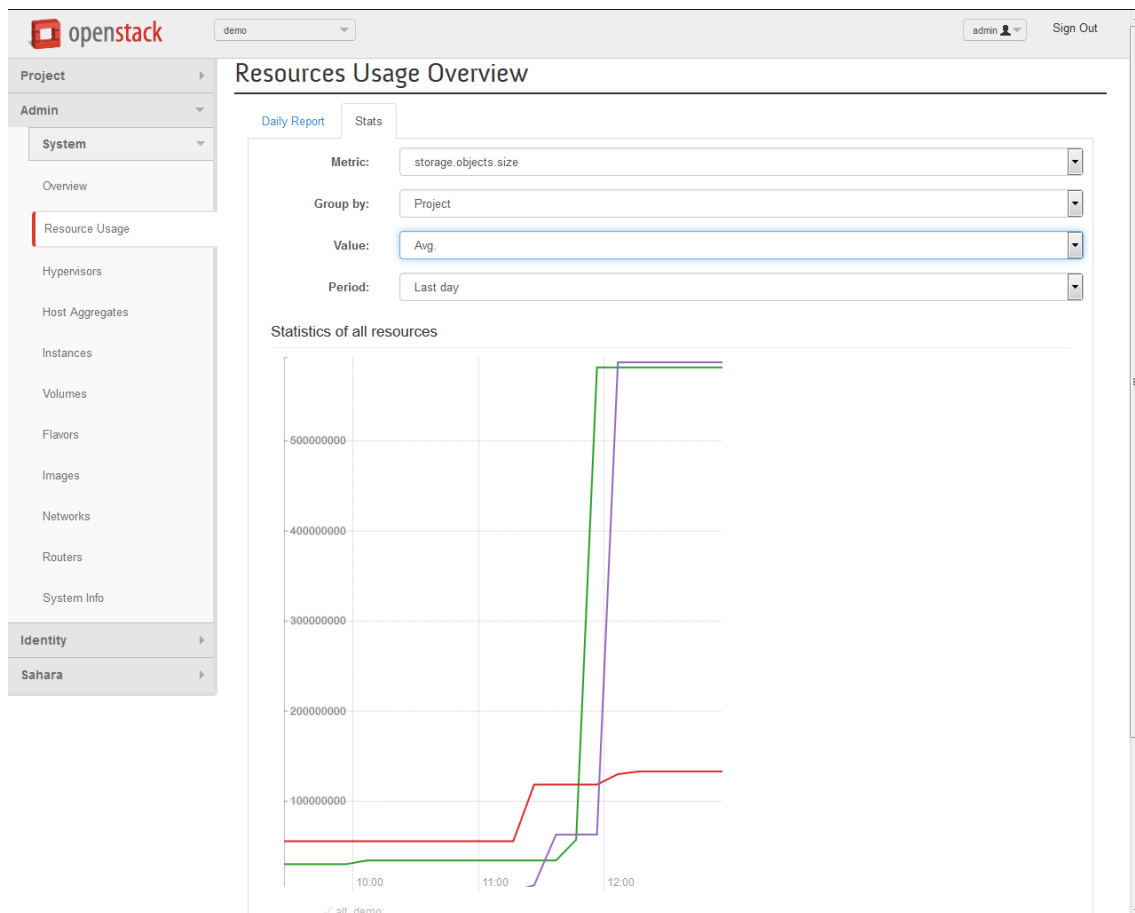 openstack
demo
admin
Sign Out
Project
Admin
System
Overview
Resource Usage
Hypervisors
Host Aggregates
Instances
Volumes
Flavors
Images
Networks
Routers
System Info
Identity
Sahara
Resources Usage Overview
Daily Report Stats
Metric: storage.objects.size
Group by: Project
Value: Avg.
Period: Last day
Statistics of all resources
500000000
400000000
300000000
200000000
100000000
10:00 11:00 12:00
alt_demo